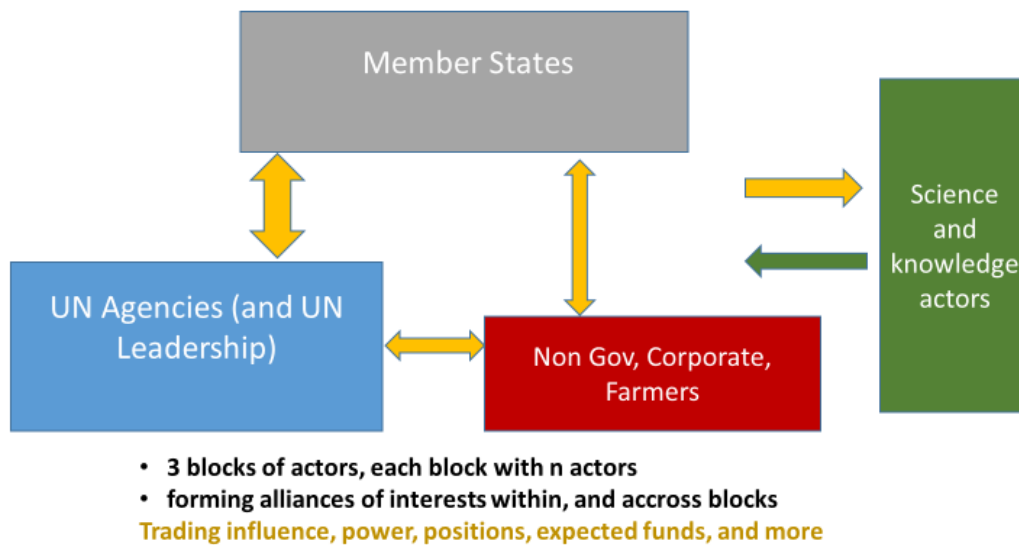 Member States
Science
and
knowledge
actors
UN Agencies (and UN
Leadership)
Non Gov, Corporate,
Farmers
• 3 blocks of actors, each block with n actors
• forming alliances of interests within, and accross blocks
Trading influence, power, positions, expected funds, and more